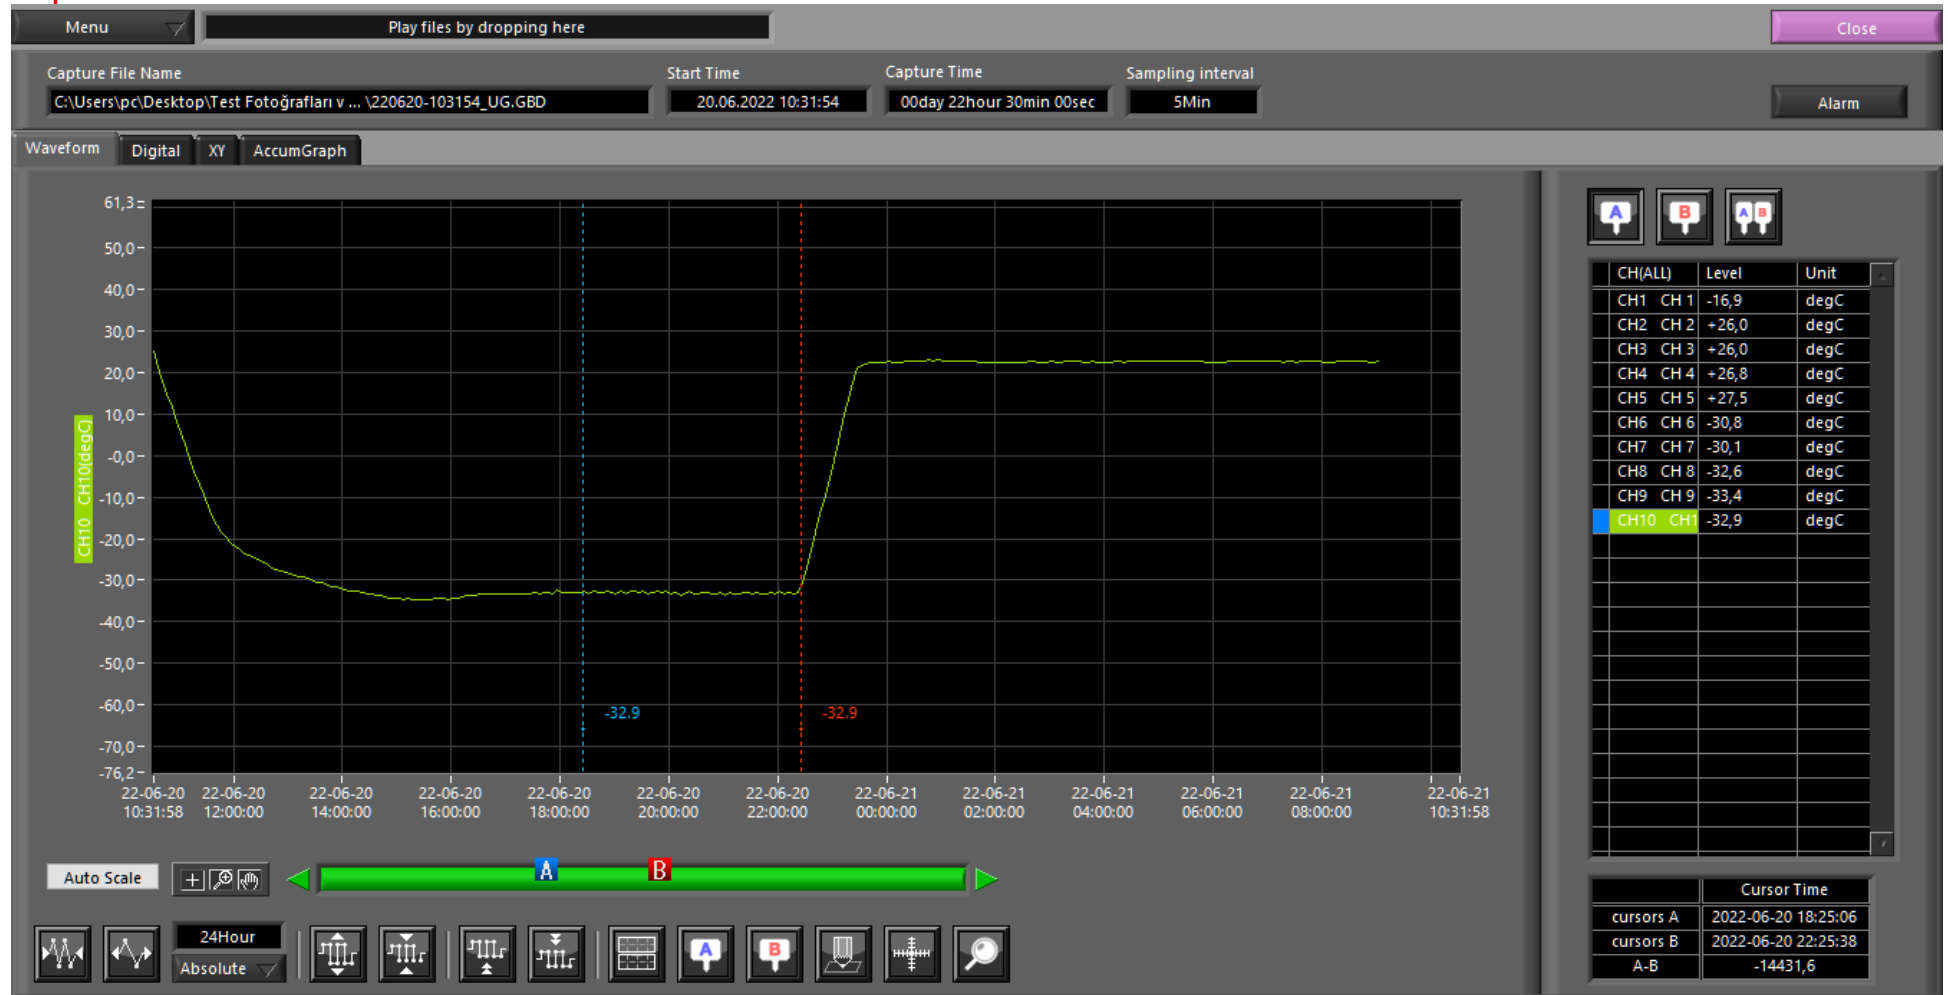 Menu
Play files by dropping here
Close
Capture File Name
Start Time
Capture Time
Sampling interval
C:\Users\pc\Desktop\Test Fotoğrafları v ... \220620-103154_UG.GBD
20.06.2022 10:31:54
00day 22hour 30min 00sec
5Min
Alarm
Waveform
Digital
XY
AccumGraph
61,3
50,0
40,0
30,0
20,0
10,0
-0,0
-10,0
-20,0
-30,0
-40,0
-50,0
-60,0
-70,0
-76,2
CH10 CH10(degC)
-32.9
-32.9
22-06-20 10:31:58
22-06-20 12:00:00
22-06-20 14:00:00
22-06-20 16:00:00
22-06-20 18:00:00
22-06-20 20:00:00
22-06-20 22:00:00
22-06-21 00:00:00
22-06-21 02:00:00
22-06-21 04:00:00
22-06-21 06:00:00
22-06-21 08:00:00
22-06-21 10:31:58
A
B
A B
CH(ALL) Level Unit
CH1 CH 1 -16,9 degC
CH2 CH 2 +26,0 degC
CH3 CH 3 +26,0 degC
CH4 CH 4 +26,8 degC
CH5 CH 5 +27,5 degC
CH6 CH 6 -30,8 degC
CH7 CH 7 -30,1 degC
CH8 CH 8 -32,6 degC
CH9 CH 9 -33,4 degC
CH10 CH1 -32,9 degC
Auto Scale
A
B
24Hour
Absolute
A
B
Cursor Time
cursors A 2022-06-20 18:25:06
cursors B 2022-06-20 22:25:38
A-B -14431,6